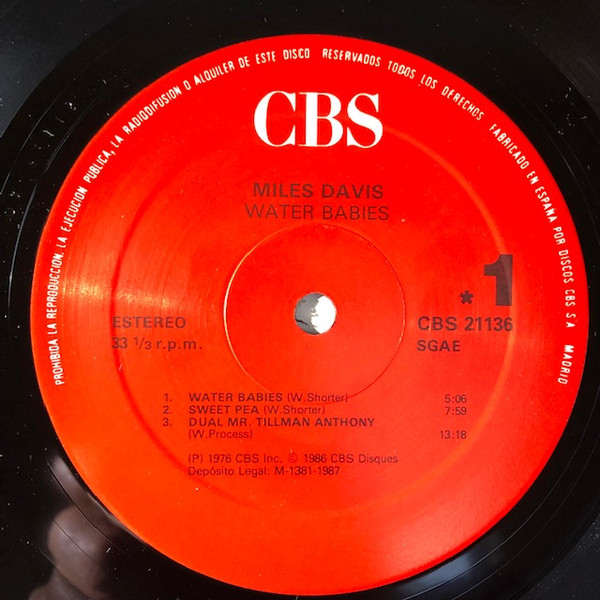 PROHIBIDA LA REPRODUCCION, LA EJECUCION PUBLICA, LA RADIODIFUSION O ALQUILER DE ESTE DISCO RESERVADOS TODOS LOS DERECHOS FABRICADO EN ESPAÑA POR DISCOS CBS S.A MADRID
CBS
MILES DAVIS
WATER BABIES
* 1
ESTEREO CBS 21136
33 1/3 r.p.m. SGAE
1. WATER BABIES (W.Shorter) 5:06
2. SWEET PEA (W.Shorter) 7:59
3. DUAL MR. TILLMAN ANTHONY
(W.Process) 13:18
(P) 1976 CBS Inc. © 1986 CBS Disques
Depósito Legal: M-1381-1987